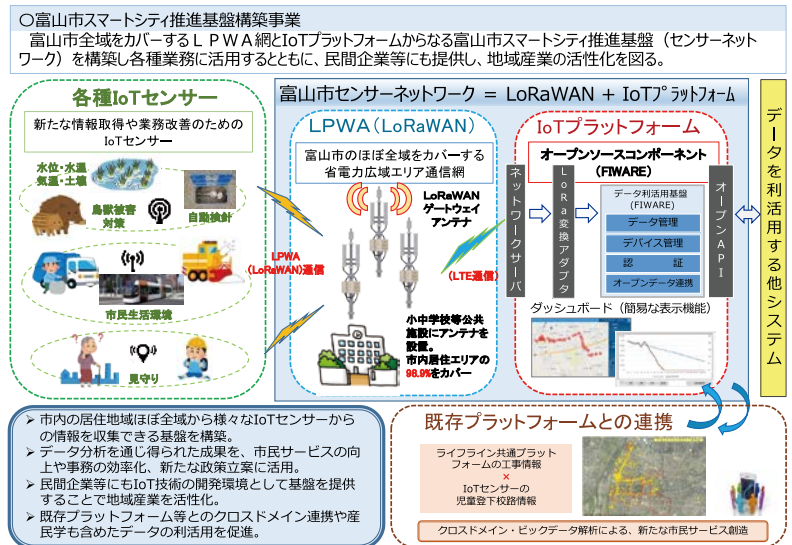 〇富山市スマートシティ推進基盤構築事業
富山市全域をカバーするＬＰＷＡ網とIoTプラットフォームからなる富山市スマートシティ推進基盤（センサーネット
ワーク）を構築し各種業務に活用するとともに、民間企業等にも提供し、地域産業の活性化を図る。
各種IoTセンサー
新たな情報取得や業務改善のための
IoTセンサー
水位・水温
気温・土壌
鳥獣被害
対策
自動検針
市民生活環境
見守り
LPWA
（LoRaWAN）通信
富山市センサーネットワーク ＝ LoRaWAN ＋ IoTﾌﾟﾗｯﾄﾌｫｰﾑ
LPWA（LoRaWAN）
富山市のほぼ全域をカバーする
省電力広域エリア通信網
LoRaWAN
ゲートウェイ
アンテナ
（LTE通信）
小中学校等公共
施設にアンテナを
設置。
市内居住エリアの
98.9%をカバー
IoTプラットフォーム
オープンソースコンポーネント
（FIWARE）
ネットワークサーバ
LoRa変換アダプタ
データ利活用基盤
(FIWARE)
データ管理
デバイス管理
認　証
オープンデータ連携
オープンAPI
ダッシュボード（簡易な表示機能）
データを利活用する他システム
➢ 市内の居住地域ほぼ全域から様々なIoTセンサーから
の情報を収集できる基盤を構築。
➢ データ分析を通じ得られた成果を、市民サービスの向
上や事務の効率化、新たな政策立案に活用。
➢ 民間企業等にもIoT技術の開発環境として基盤を提供
することで地域産業を活性化。
➢ 既存プラットフォーム等とのクロスドメイン連携や産
民学も含めたデータの利活用を促進。
既存プラットフォームとの連携
ライフライン共通プラット
フォームの工事情報
×
IoTセンサーの
児童登下校路情報
クロスドメイン・ビックデータ解析による、新たな市民サービス創造